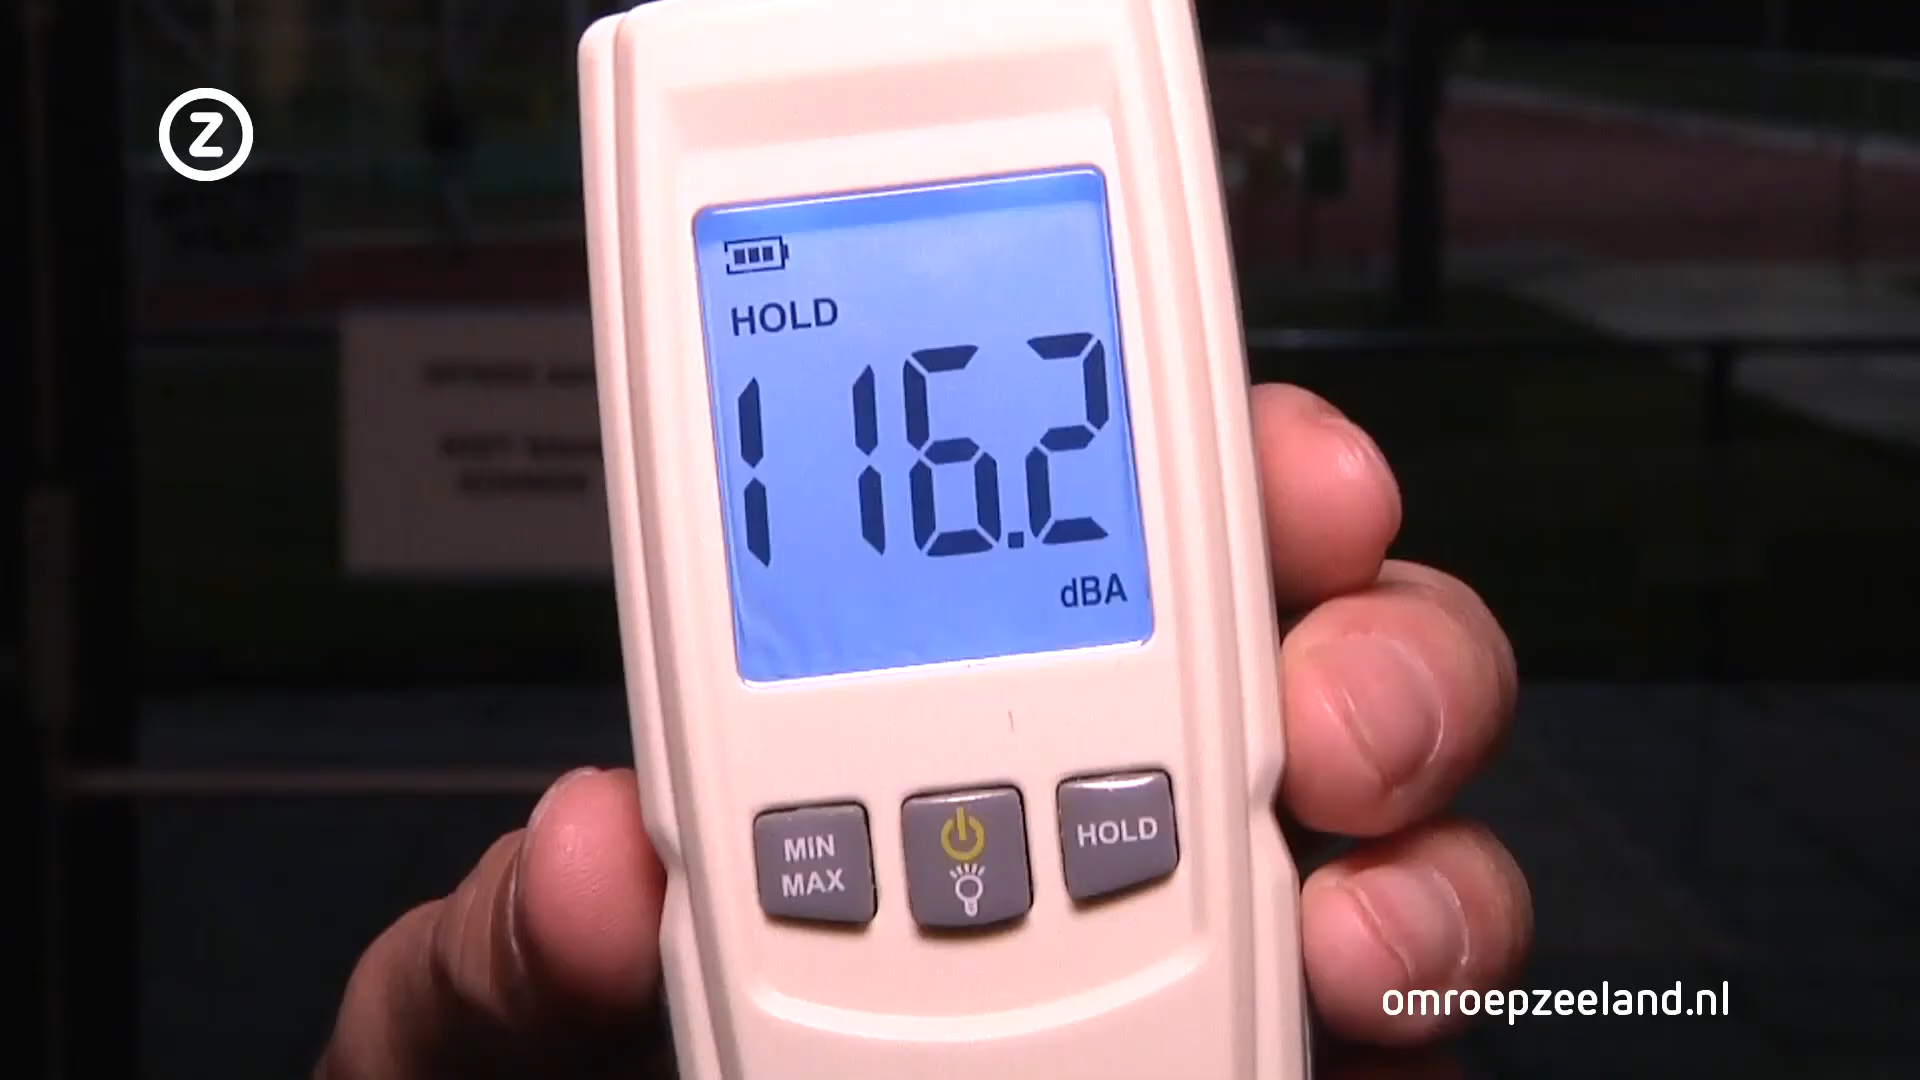 Z
HOLD
116.2
dBA
MIN
MAX
HOLD
omroepzeeland.nl